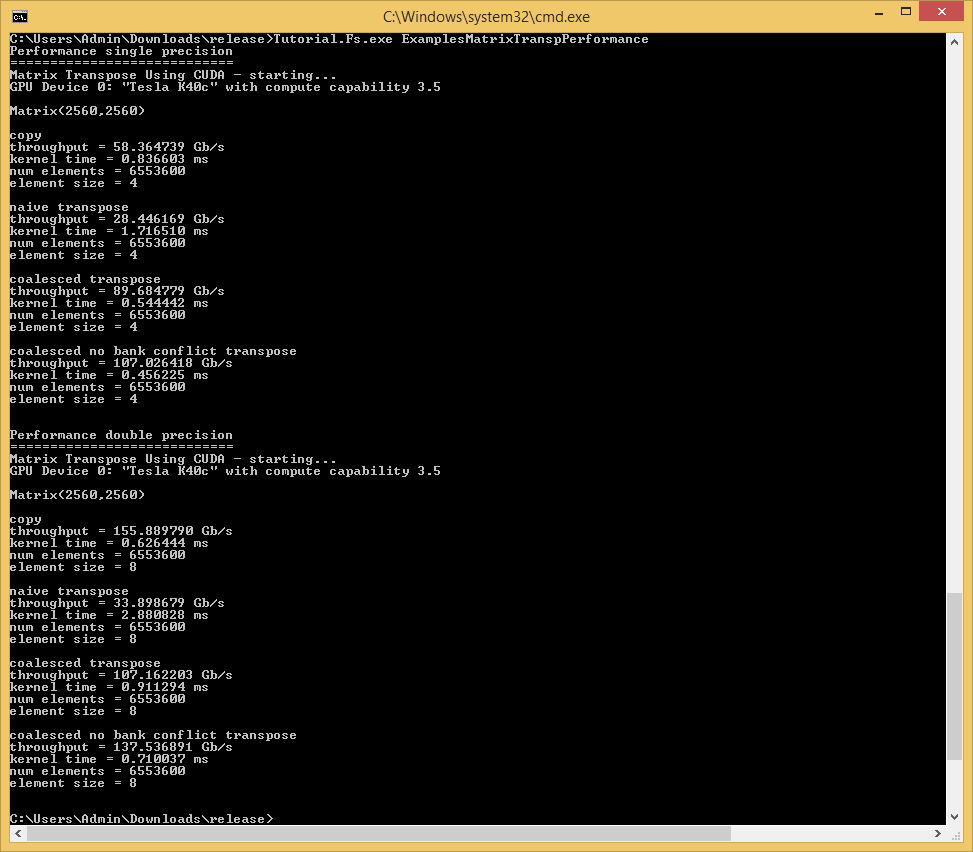 C:\Windows\system32\cmd.exe
C:\Users\Admin\Downloads\release>Tutorial.Fs.exe ExamplesMatrixTranspPerformance
Performance single precision
============================
Matrix Transpose Using CUDA - starting...
GPU Device 0: "Tesla K40c" with compute capability 3.5
Matrix(2560,2560)
copy
throughput = 58.364739 Gb/s
kernel time = 0.836603 ms
num elements = 6553600
element size = 4
naive transpose
throughput = 28.446169 Gb/s
kernel time = 1.716510 ms
num elements = 6553600
element size = 4
coalesced transpose
throughput = 89.684779 Gb/s
kernel time = 0.544442 ms
num elements = 6553600
element size = 4
coalesced no bank conflict transpose
throughput = 107.026418 Gb/s
kernel time = 0.456225 ms
num elements = 6553600
element size = 4
Performance double precision
============================
Matrix Transpose Using CUDA - starting...
GPU Device 0: "Tesla K40c" with compute capability 3.5
Matrix(2560,2560)
copy
throughput = 155.889790 Gb/s
kernel time = 0.626444 ms
num elements = 6553600
element size = 8
naive transpose
throughput = 33.898679 Gb/s
kernel time = 2.880828 ms
num elements = 6553600
element size = 8
coalesced transpose
throughput = 107.162203 Gb/s
kernel time = 0.911294 ms
num elements = 6553600
element size = 8
coalesced no bank conflict transpose
throughput = 137.536891 Gb/s
kernel time = 0.710037 ms
num elements = 6553600
element size = 8
C:\Users\Admin\Downloads\release>